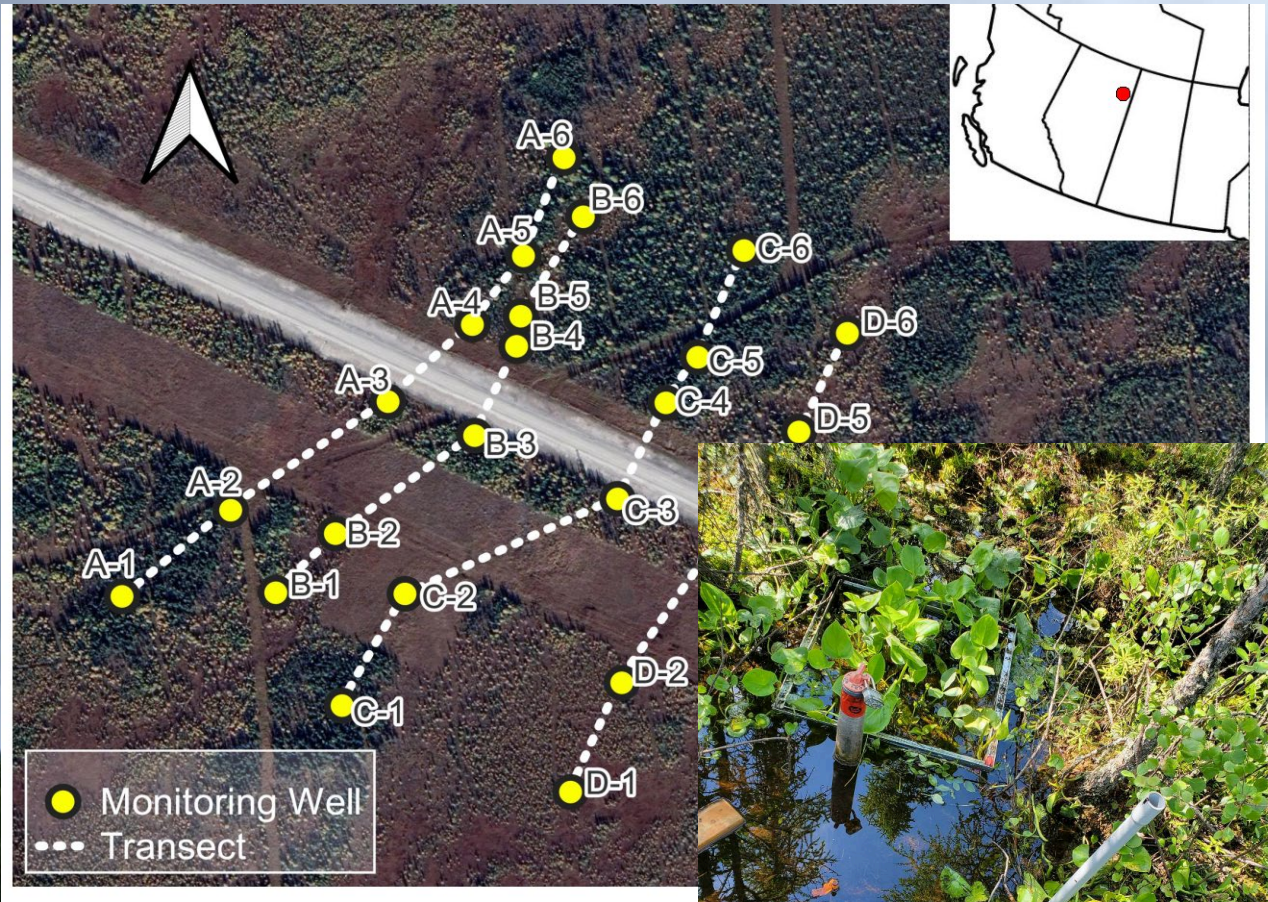 A-6
B-6
A-5
C-6
B-5
A-4
B-4
D-6
C-5
A-3
C-4
D-5
B-3
A-2
C-3
B-2
A-1
B-1
C-2
D-2
C-1
D-1
Monitoring Well
Transect